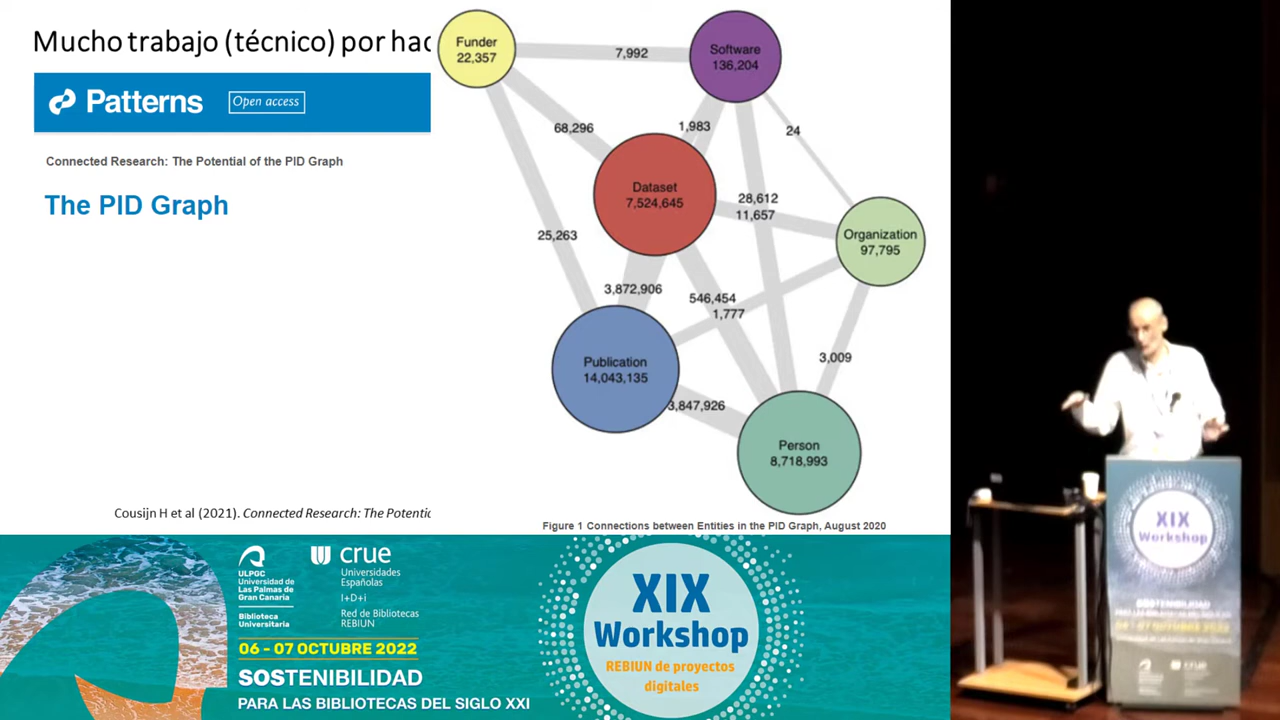 Mucho trabajo (técnico) por hac
Patterns
Open access
Connected Research: The Potential of the PID Graph
The PID Graph
Cousijn H et al (2021). Connected Research: The Potentic
Funder
22,357
7,992
Software
136,204
68,296
1,983
24
Dataset
7,524,645
28,612
11,657
Organization
97,795
25,263
3,872,906
546,454
1,777
Publication
14,043,135
3,009
3,847,926
Person
8,718,993
Figure 1 Connections between Entities in the PID Graph, August 2020
ULPGC
Universidad de
Las Palmas de
Gran Canaria
Biblioteca
Universitaria
crue
Universidades
Españolas
I+D+i
Red de Bibliotecas
REBIUN
06 - 07 OCTUBRE 2022
SOSTENIBILIDAD
PARA LAS BIBLIOTECAS DEL SIGLO XXI
XIX
Workshop
REBIUN de proyectos
digitales
XIX
Workshop
SOSTENIBILIDAD